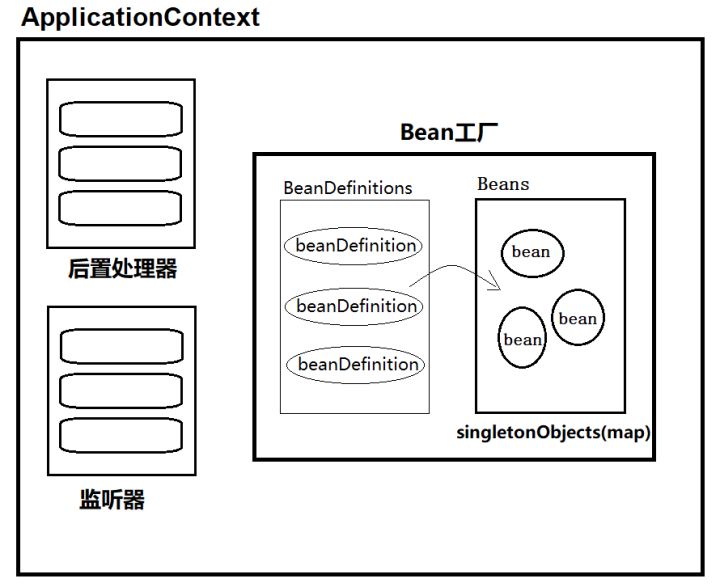 ApplicationContext
后置处理器
监听器
Bean工厂
BeanDefinitions
beanDefinition
beanDefinition
beanDefinition
Beans
bean
bean
bean
singletonObjects(map)